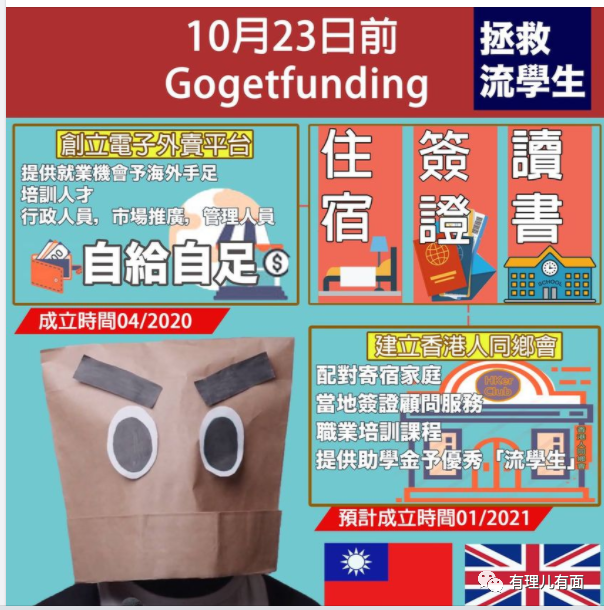 10月23日前
Gogetfunding
拯救
流學生
創立電子外賣平台
提供就業機會予海外手足
培訓人才
行政人員，市場推廣，管理人員
自給自足
$
成立時間04/2020
住宿
簽證
讀書
SCHOOL
建立香港人同鄉會
HKer
Club
配對寄宿家庭
當地簽證顧問服務
職業培訓課程
提供助學金予優秀「流學生」
預計成立時間01/2021
有理儿有面